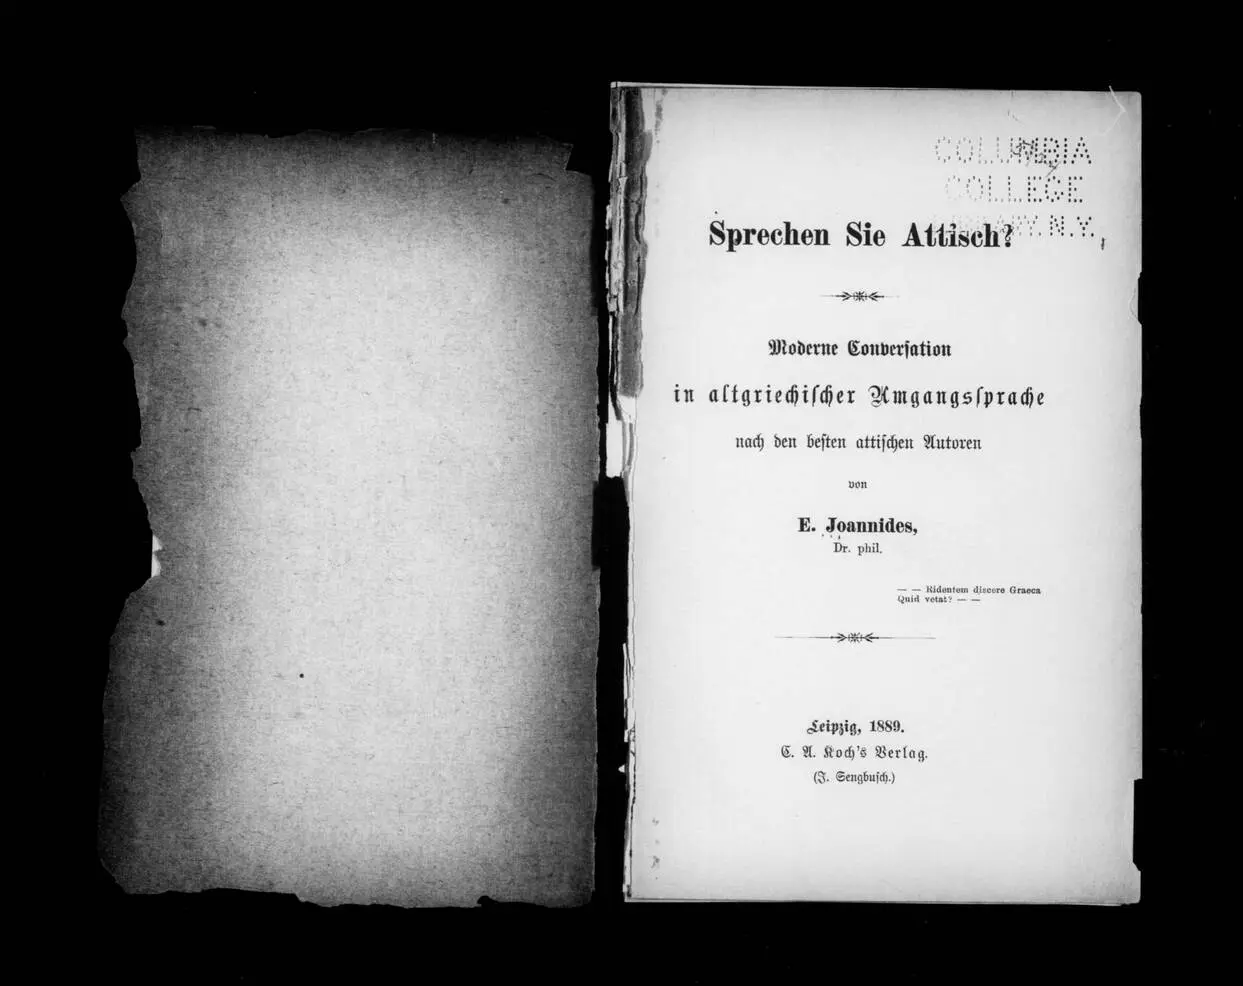 COLUMBIA
COLLEGE
LIBRARY. N.Y.
Sprechen Sie Attisch?
Moderne Conversation
in altgriechischer Umgangssprache
nach den besten attischen Autoren
von
E. Joannides,
Dr. phil.
— — Ridentem discere Graeca
Quid vetat? — —
Leipzig, 1889.
C. A. Koch's Verlag.
(J. Sengbusch.)